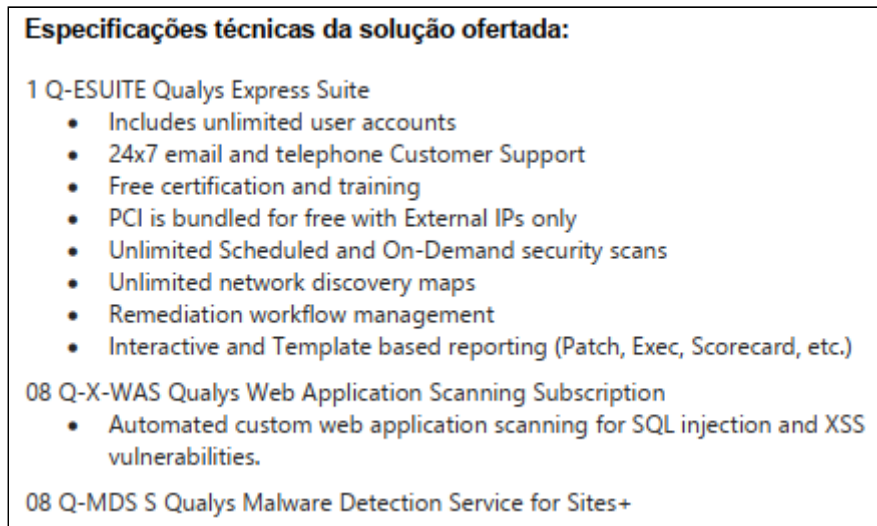 Especificações técnicas da solução ofertada:
1 Q-ESUITE Qualys Express Suite
• Includes unlimited user accounts
• 24x7 email and telephone Customer Support
• Free certification and training
• PCI is bundled for free with External IPs only
• Unlimited Scheduled and On-Demand security scans
• Unlimited network discovery maps
• Remediation workflow management
• Interactive and Template based reporting (Patch, Exec, Scorecard, etc.)
08 Q-X-WAS Qualys Web Application Scanning Subscription
• Automated custom web application scanning for SQL injection and XSS
vulnerabilities.
08 Q-MDS S Qualys Malware Detection Service for Sites+